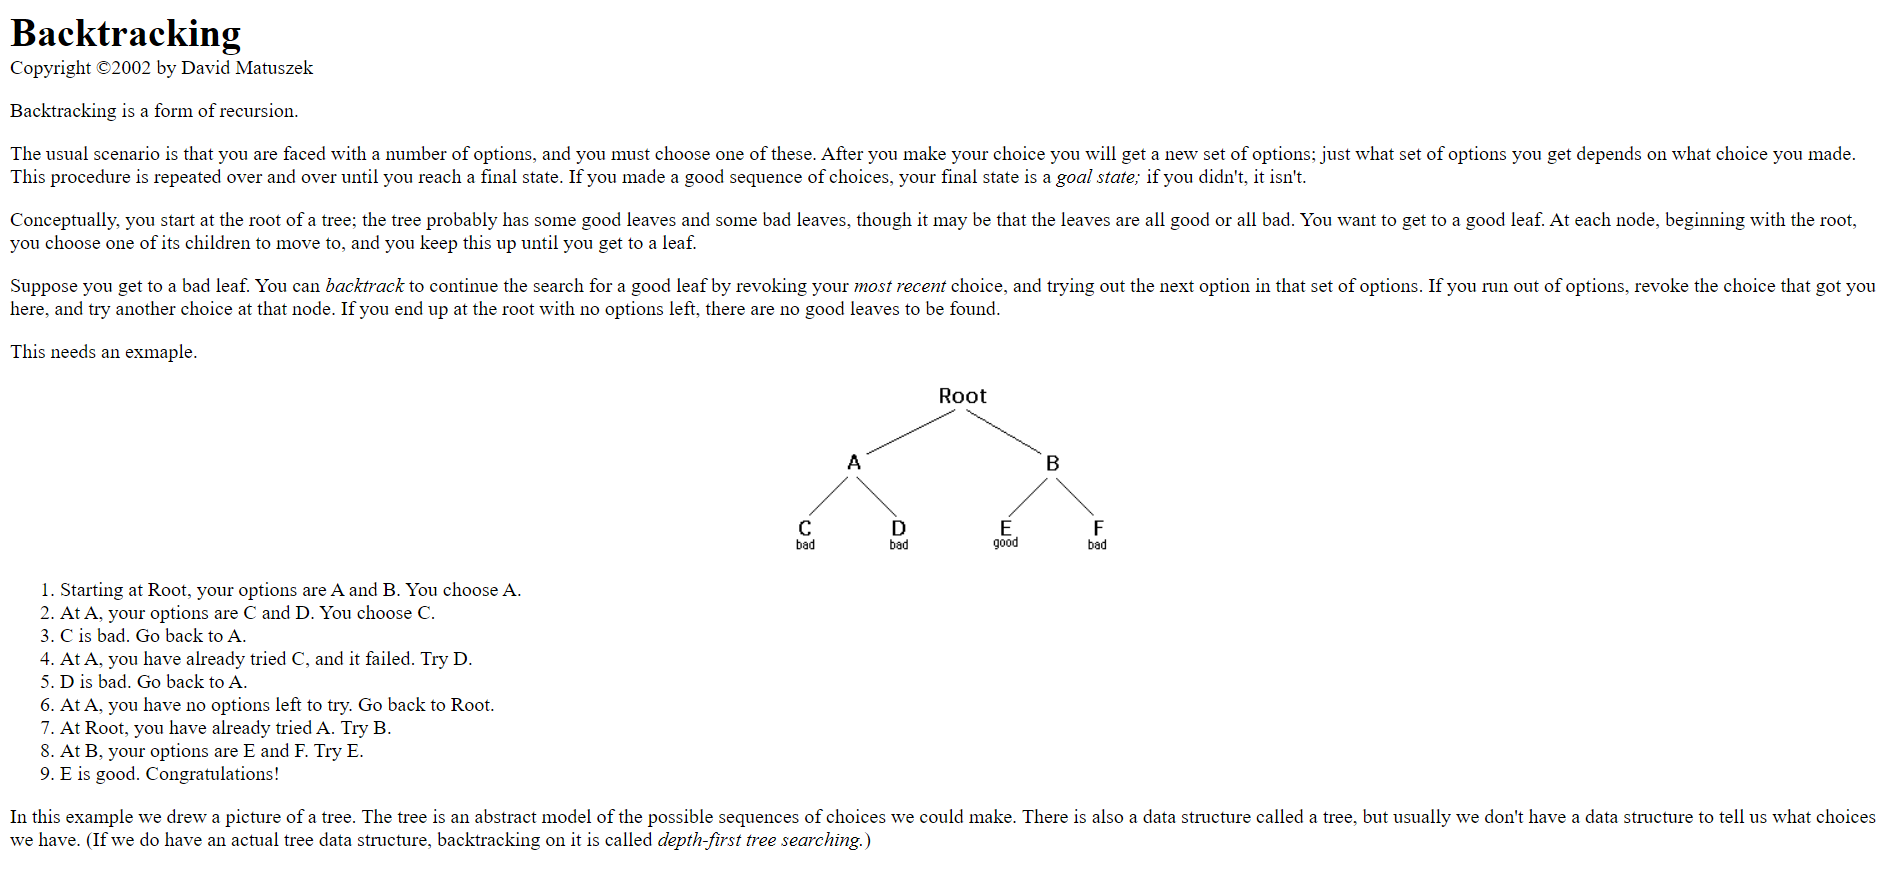 Backtracking
Copyright ©2002 by David Matuszek
Backtracking is a form of recursion.
The usual scenario is that you are faced with a number of options, and you must choose one of these. After you make your choice you will get a new set of options; just what set of options you get depends on what choice you made.
This procedure is repeated over and over until you reach a final state. If you made a good sequence of choices, your final state is a goal state; if you didn't, it isn't.
Conceptually, you start at the root of a tree; the tree probably has some good leaves and some bad leaves, though it may be that the leaves are all good or all bad. You want to get to a good leaf. At each node, beginning with the root,
you choose one of its children to move to, and you keep this up until you get to a leaf.
Suppose you get to a bad leaf. You can backtrack to continue the search for a good leaf by revoking your most recent choice, and trying out the next option in that set of options. If you run out of options, revoke the choice that got you
here, and try another choice at that node. If you end up at the root with no options left, there are no good leaves to be found.
This needs an exmaple.
Root
A B
C D E F
bad bad good bad
1. Starting at Root, your options are A and B. You choose A.
2. At A, your options are C and D. You choose C.
3. C is bad. Go back to A.
4. At A, you have already tried C, and it failed. Try D.
5. D is bad. Go back to A.
6. At A, you have no options left to try. Go back to Root.
7. At Root, you have already tried A. Try B.
8. At B, your options are E and F. Try E.
9. E is good. Congratulations!
In this example we drew a picture of a tree. The tree is an abstract model of the possible sequences of choices we could make. There is also a data structure called a tree, but usually we don't have a data structure to tell us what choices
we have. (If we do have an actual tree data structure, backtracking on it is called depth-first tree searching.)